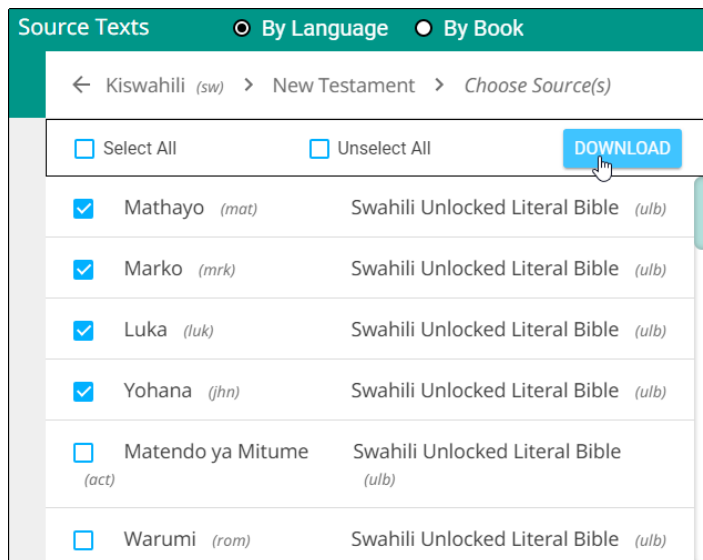 Source Texts By Language By Book
Kiswahili (sw) > New Testament > Choose Source(s)
Select All Unselect All DOWNLOAD
Mathayo (mat) Swahili Unlocked Literal Bible (ulb)
Marko (mrk) Swahili Unlocked Literal Bible (ulb)
Luka (luk) Swahili Unlocked Literal Bible (ulb)
Yohana (jhn) Swahili Unlocked Literal Bible (ulb)
Matendo ya Mitume Swahili Unlocked Literal Bible
(act) (ulb)
Warumi (rom) Swahili Unlocked Literal Bible (ulb)